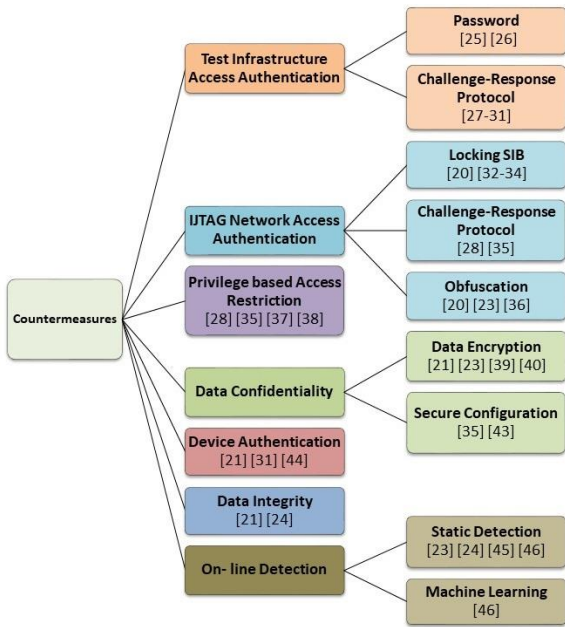 Countermeasures
Test Infrastructure
Access Authentication
Password
[25] [26]
Challenge-Response
Protocol
[27-31]
IJTAG Network Access
Authentication
Locking SIB
[20] [32-34]
Challenge-Response
Protocol
[28] [35]
Obfuscation
[20] [23] [36]
Privilege based Access
Restriction
[28] [35] [37] [38]
Data Confidentiality
Data Encryption
[21] [23] [39] [40]
Secure Configuration
[35] [43]
Device Authentication
[21] [31] [44]
Data Integrity
[21] [24]
On- line Detection
Static Detection
[23] [24] [45] [46]
Machine Learning
[46]